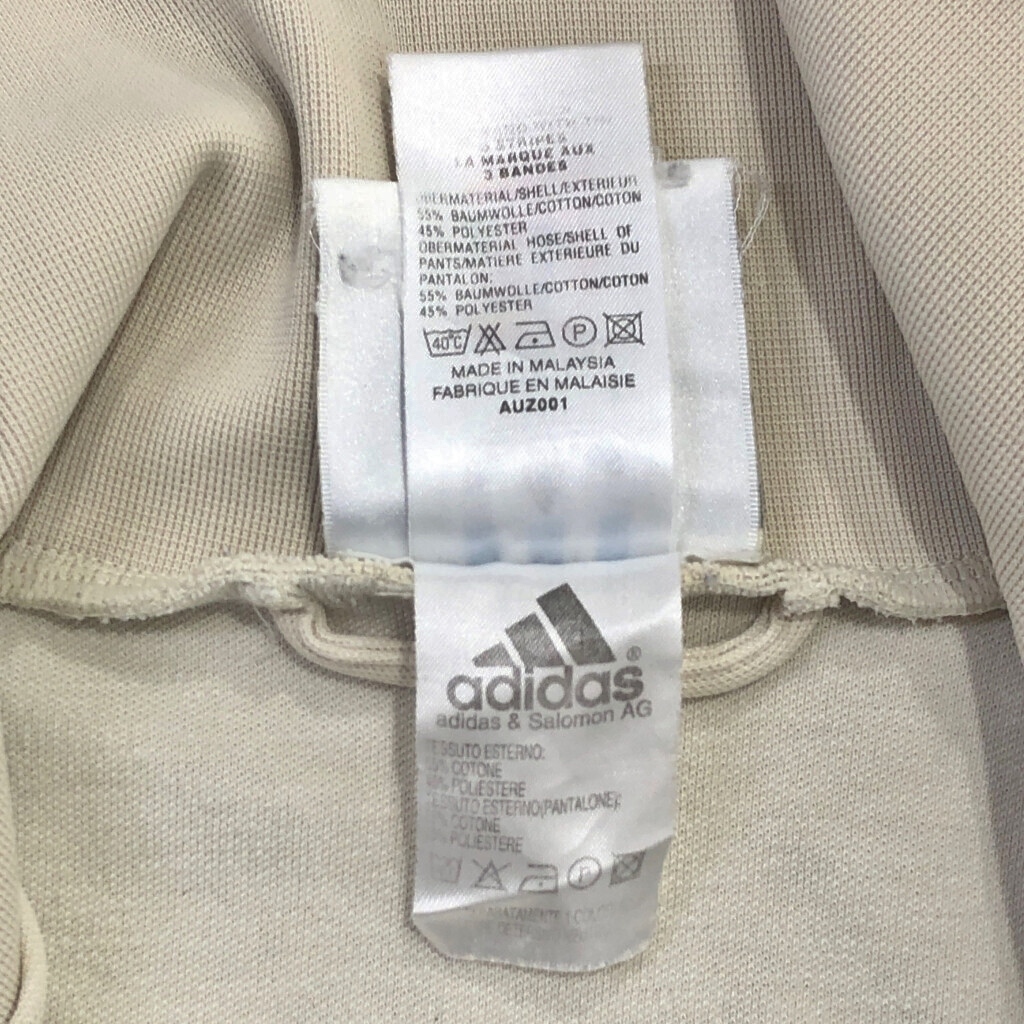 3 STRIPES
LA MARQUE AUX
3 BANDES
OBERMATERIAL/SHELL/EXTERIEUR
55% BAUMWOLLE/COTTON/COTON
45% POLYESTER
OBERMATERIAL HOSE/SHELL OF
PANTS/MATIERE EXTERIEURE DU
PANTALON:
55% BAUMWOLLE/COTTON/COTON
45% POLYESTER
40°C P
MADE IN MALAYSIA
FABRIQUE EN MALAISIE
AUZ001
adidas®
adidas & Salomon AG
TESSUTO ESTERNO:
COTONE
POLIESTERE
TESSUTO ESTERNO(PANTALONE):
COTONE
POLIESTERE
P